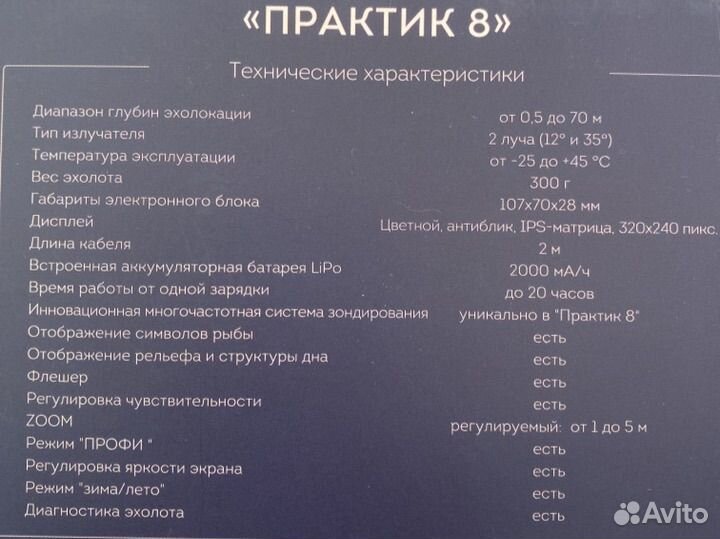 «ПРАКТИК 8»
Технические характеристики
Диапазон глубин эхолокации от 0,5 до 70 м
Тип излучателя 2 луча (12° и 35°)
Температура эксплуатации от -25 до +45 °С
Вес эхолота 300 г
Габариты электронного блока 107х70х28 мм
Дисплей Цветной, антиблик, IPS-матрица, 320х240 пикс.
Длина кабеля 2 м
Встроенная аккумуляторная батарея LiPo 2000 мА/ч
Время работы от одной зарядки до 20 часов
Инновационная многочастотная система зондирования уникально в "Практик 8"
Отображение символов рыбы есть
Отображение рельефа и структуры дна есть
Флешер есть
Регулировка чувствительности есть
ZOOM регулируемый: от 1 до 5 м
Режим "ПРОФИ " есть
Регулировка яркости экрана есть
Режим "зима/лето" есть
Диагностика эхолота есть
Avito